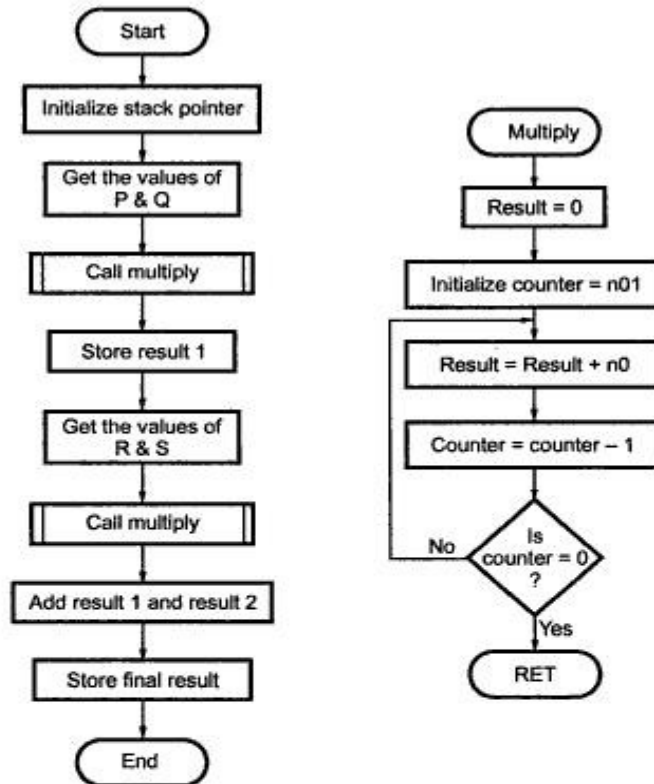 Start
Initialize stack pointer
Get the values of
P & Q
Call multiply
Store result 1
Get the values of
R & S
Call multiply
Add result 1 and result 2
Store final result
End
Multiply
Result = 0
Initialize counter = n01
Result = Result + n0
Counter = counter – 1
Is
counter = 0
?
No
Yes
RET